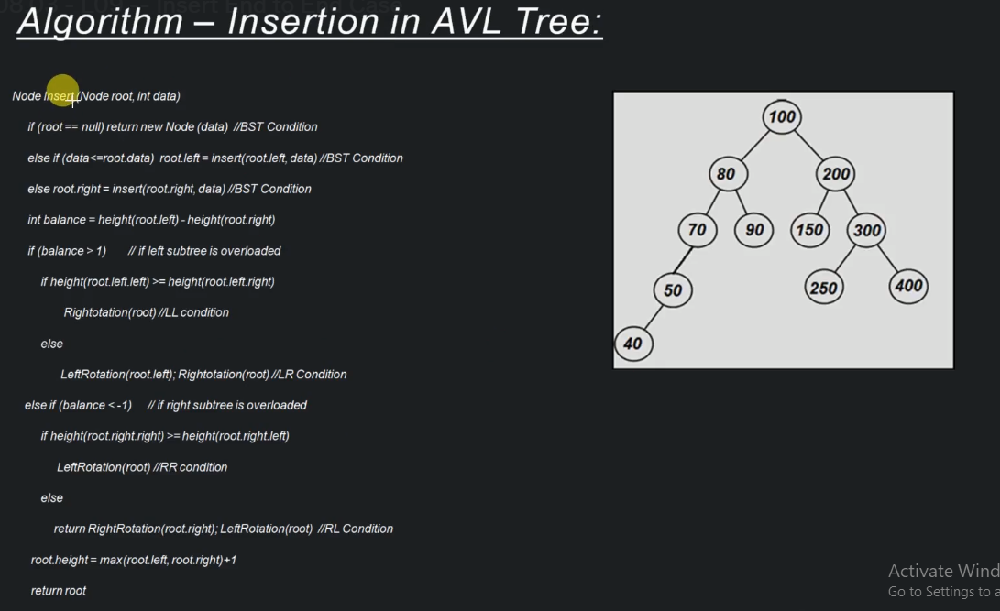 Algorithm – Insertion in AVL Tree:
Node Insert (Node root, int data)
if (root == null) return new Node (data) //BST Condition
else if (data<=root.data) root.left = insert(root.left, data) //BST Condition
else root.right = insert(root.right, data) //BST Condition
int balance = height(root.left) - height(root.right)
if (balance > 1) // if left subtree is overloaded
if height(root.left.left) >= height(root.left.right)
Rightotation(root) //LL condition
else
LeftRotation(root.left); Rightotation(root) //LR Condition
else if (balance < -1) // if right subtree is overloaded
if height(root.right.right) >= height(root.right.left)
LeftRotation(root) //RR condition
else
return RightRotation(root.right); LeftRotation(root) //RL Condition
root.height = max(root.left, root.right)+1
return root
100
80 200
70 90 150 300
50 250 400
40
Activate Wind
Go to Settings to a